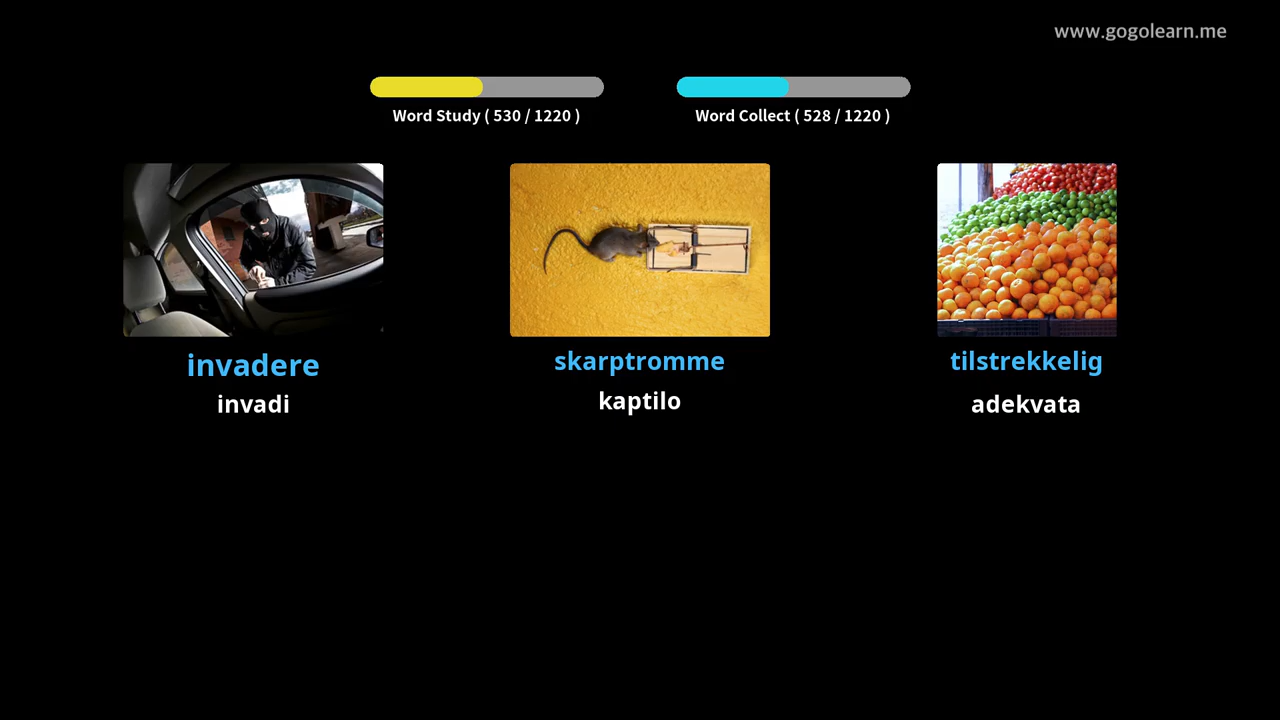 www.gogolearn.me
Word Study ( 530 / 1220 )
Word Collect ( 528 / 1220 )
invadere
skarptromme
tilstrekkelig
invadi
kaptilo
adekvata